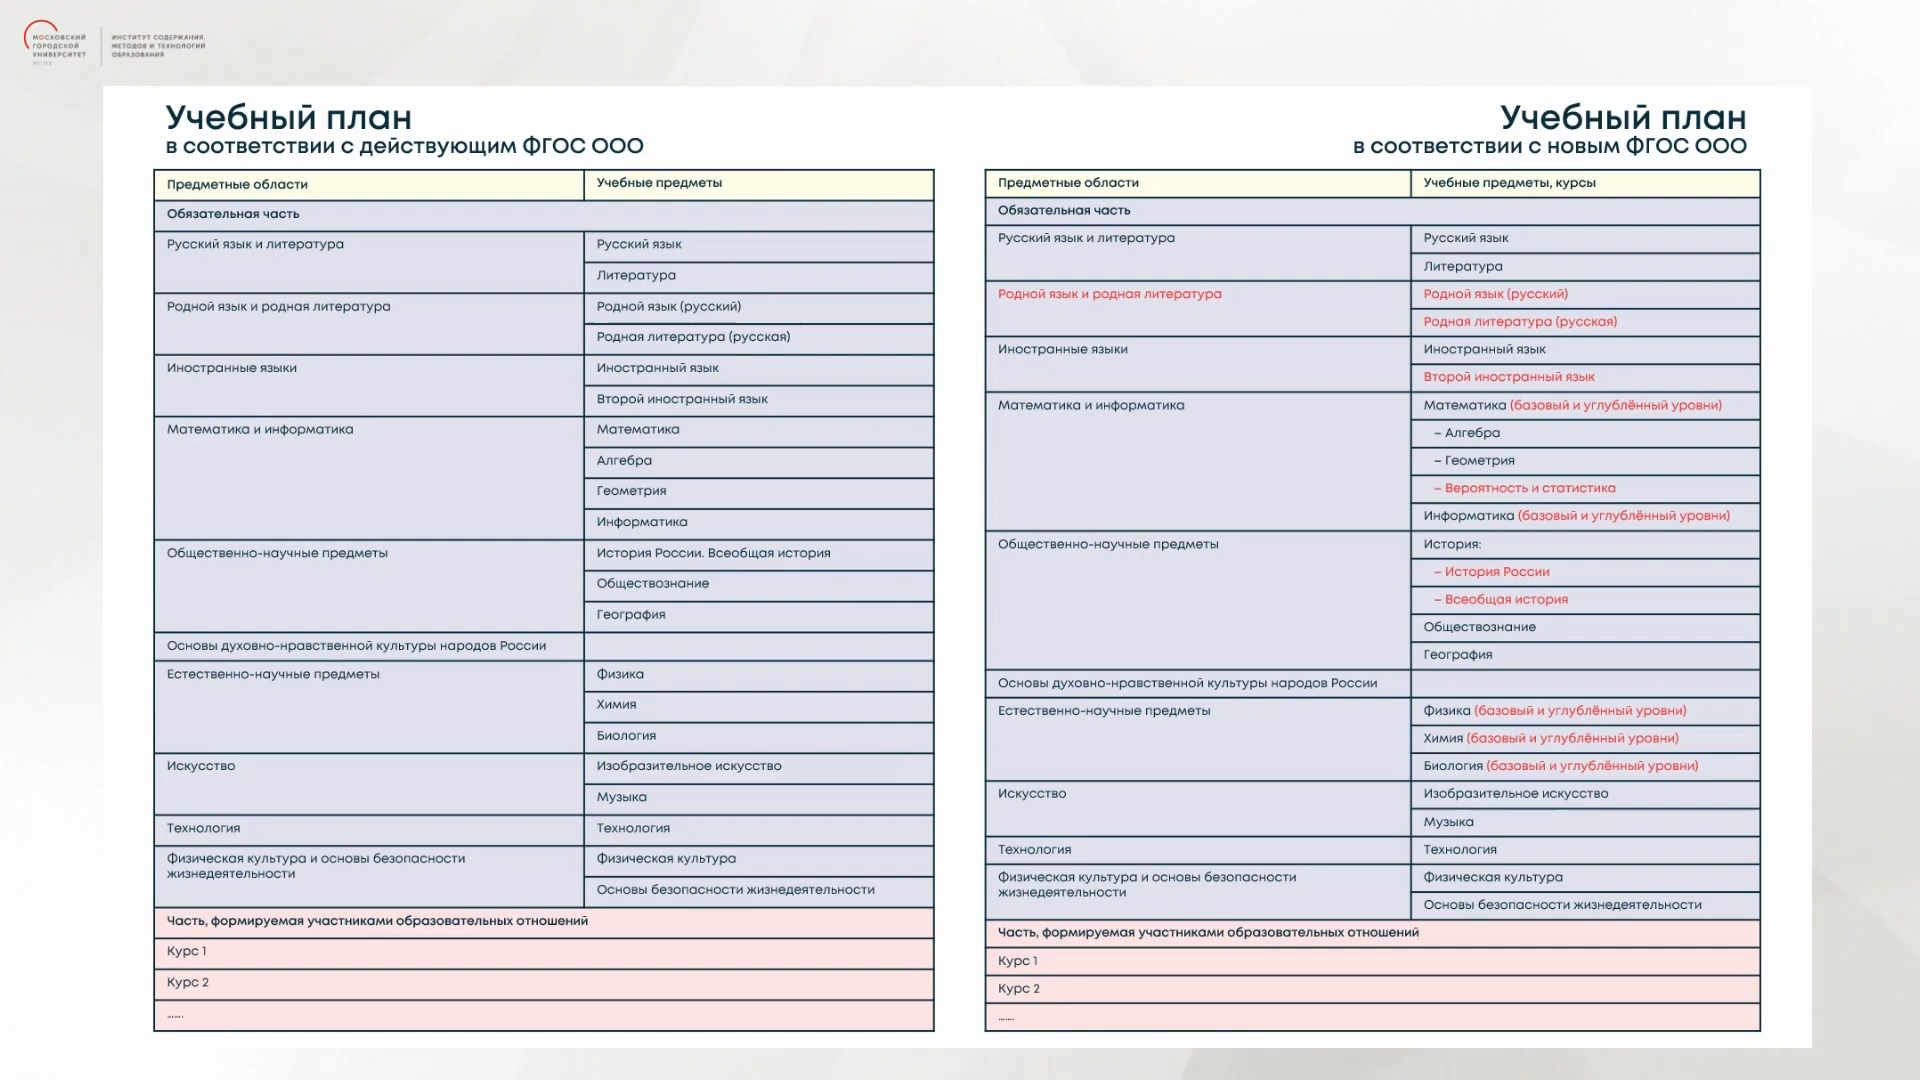 МОСКОВСКИЙ
ГОРОДСКОЙ
УНИВЕРСИТЕТ
МГПУ
ИНСТИТУТ СОДЕРЖАНИЯ,
МЕТОДОВ И ТЕХНОЛОГИЙ
ОБРАЗОВАНИЯ
Учебный план
в соответствии с действующим ФГОС ООО
Предметные области
Учебные предметы
Обязательная часть
Русский язык и литература
Русский язык
Литература
Родной язык и родная литература
Родной язык (русский)
Родная литература (русская)
Иностранные языки
Иностранный язык
Второй иностранный язык
Математика и информатика
Математика
Алгебра
Геометрия
Информатика
Общественно-научные предметы
История России. Всеобщая история
Обществознание
География
Основы духовно-нравственной культуры народов России
Естественно-научные предметы
Физика
Химия
Биология
Искусство
Изобразительное искусство
Музыка
Технология
Технология
Физическая культура и основы безопасности
жизнедеятельности
Физическая культура
Основы безопасности жизнедеятельности
Часть, формируемая участниками образовательных отношений
Курс 1
Курс 2
.......
Учебный план
в соответствии с новым ФГОС ООО
Предметные области
Учебные предметы, курсы
Обязательная часть
Русский язык и литература
Русский язык
Литература
Родной язык и родная литература
Родной язык (русский)
Родная литература (русская)
Иностранные языки
Иностранный язык
Второй иностранный язык
Математика и информатика
Математика (базовый и углублённый уровни)
– Алгебра
– Геометрия
– Вероятность и статистика
Информатика (базовый и углублённый уровни)
Общественно-научные предметы
История:
– История России
– Всеобщая история
Обществознание
География
Основы духовно-нравственной культуры народов России
Естественно-научные предметы
Физика (базовый и углублённый уровни)
Химия (базовый и углублённый уровни)
Биология (базовый и углублённый уровни)
Искусство
Изобразительное искусство
Музыка
Технология
Технология
Физическая культура и основы безопасности
жизнедеятельности
Физическая культура
Основы безопасности жизнедеятельности
Часть, формируемая участниками образовательных отношений
Курс 1
Курс 2
.......